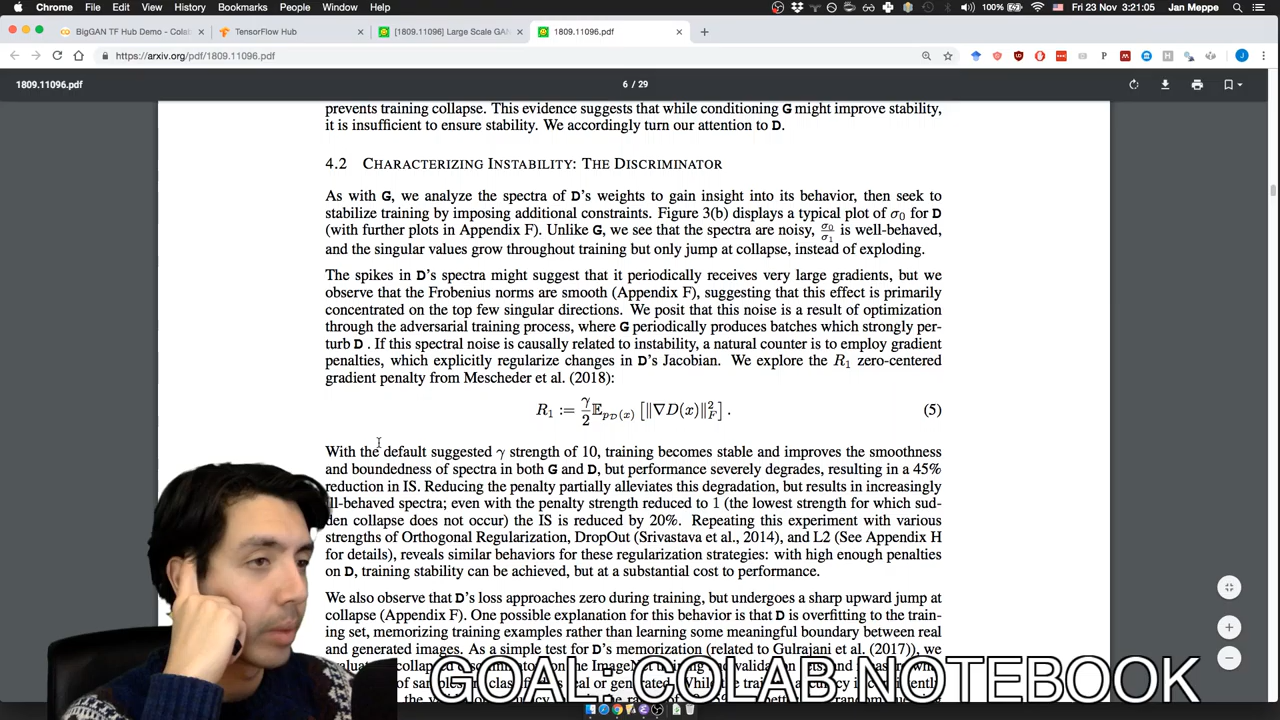 Chrome File Edit View History Bookmarks People Window Help 100% Fri 23 Nov 3:21:05 Jan Meppe
BigGAN TF Hub Demo - Colab TensorFlow Hub [1809.11096] Large Scale GAN 1809.11096.pdf
https://arxiv.org/pdf/1809.11096.pdf
1809.11096.pdf 6 / 29
prevents training collapse. This evidence suggests that while conditioning G might improve stability,
it is insufficient to ensure stability. We accordingly turn our attention to D.
4.2 CHARACTERIZING INSTABILITY: THE DISCRIMINATOR
As with G, we analyze the spectra of D's weights to gain insight into its behavior, then seek to
stabilize training by imposing additional constraints. Figure 3(b) displays a typical plot of σ0 for D
(with further plots in Appendix F). Unlike G, we see that the spectra are noisy, σ0/σ1 is well-behaved,
and the singular values grow throughout training but only jump at collapse, instead of exploding.
The spikes in D's spectra might suggest that it periodically receives very large gradients, but we
observe that the Frobenius norms are smooth (Appendix F), suggesting that this effect is primarily
concentrated on the top few singular directions. We posit that this noise is a result of optimization
through the adversarial training process, where G periodically produces batches which strongly per-
turb D . If this spectral noise is causally related to instability, a natural counter is to employ gradient
penalties, which explicitly regularize changes in D's Jacobian. We explore the R1 zero-centered
gradient penalty from Mescheder et al. (2018):
R1 := γ/2 𝔼pD(x) [‖∇D(x)‖²F] . (5)
With the default suggested γ strength of 10, training becomes stable and improves the smoothness
and boundedness of spectra in both G and D, but performance severely degrades, resulting in a 45%
reduction in IS. Reducing the penalty partially alleviates this degradation, but results in increasingly
ill-behaved spectra; even with the penalty strength reduced to 1 (the lowest strength for which sud-
den collapse does not occur) the IS is reduced by 20%. Repeating this experiment with various
strengths of Orthogonal Regularization, DropOut (Srivastava et al., 2014), and L2 (See Appendix H
for details), reveals similar behaviors for these regularization strategies: with high enough penalties
on D, training stability can be achieved, but at a substantial cost to performance.
We also observe that D's loss approaches zero during training, but undergoes a sharp upward jump at
collapse (Appendix F). One possible explanation for this behavior is that D is overfitting to the train-
ing set, memorizing training examples rather than learning some meaningful boundary between real
and generated images. As a simple test for D's memorization (related to Gulrajani et al. (2017)), we
GOAL: COLAB NOTEBOOK